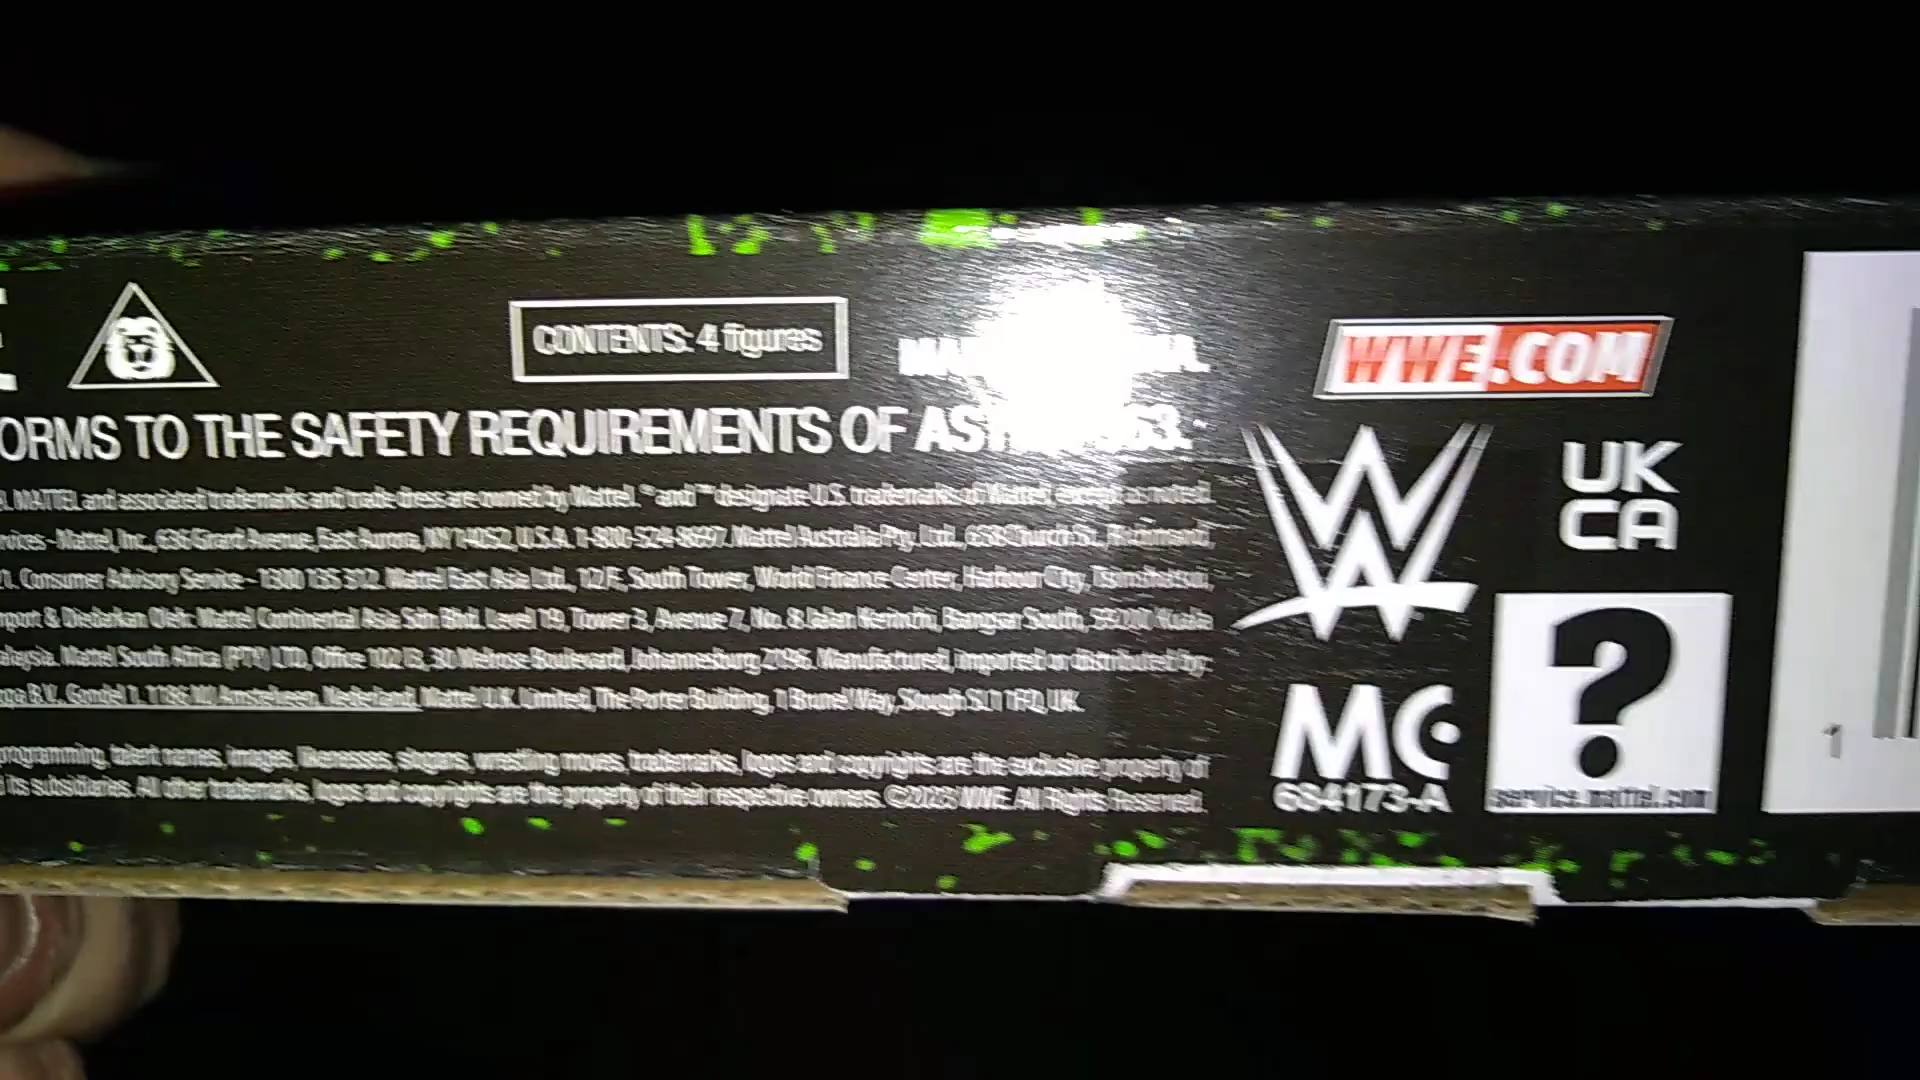 CONTENTS: 4 figures
WWE.COM
ORMS TO THE SAFETY REQUIREMENTS OF
MATTEL and associated trademarks and trade dress are owned by Mattel. ™ and ™ designate U.S. trademarks of Mattel, except as noted.
Mattel, Inc., 636 Girard Avenue, East Aurora, NY 14052, U.S.A. 1-800-524-8697. Mattel Australia Pty. Ltd., 658 Church St., Richmond,
Consumer Advisory Service - 1300 135 312. Mattel East Asia Ltd., 12/F, South Tower, World Finance Center, Harbour City, Tsimshatsui,
& Diedarkan Oleh: Mattel Continental Asia Sdn Bhd. Level 19, Tower 3, Avenue 7, No. 8 Jalan Kerinchi, Bangsar South, 59200 Kuala
Mattel South Africa (PTY) LTD, Office 102 I3, 30 Melrose Boulevard, Johannesburg 2196. Manufactured, imported or distributed by:
B.V., Gondel 1, 1186 MJ Amstelveen, Nederland. Mattel U.K. Limited, The Porter Building, 1 Brunel Way, Slough SL1 1FQ, UK.
programming, talent names, images, likenesses, slogans, wrestling moves, trademarks, logos and copyrights are the exclusive property of
its subsidiaries. All other trademarks, logos and copyrights are the property of their respective owners. ©2023 WWE. All Rights Reserved.
W
UK
CA
MC
684173-A
?
service.mattel.com
1